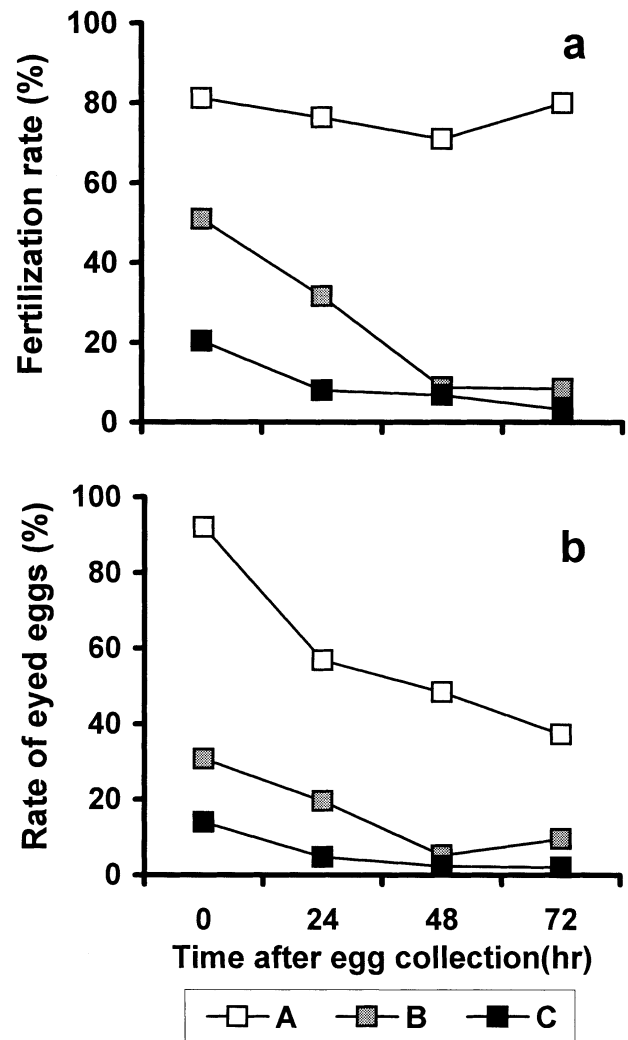 100
a
80
60
40
20
0
Fertilization rate (%)
100
b
80
60
40
20
0
Rate of eyed eggs (%)
0 24 48 72
Time after egg collection(hr)
A B C